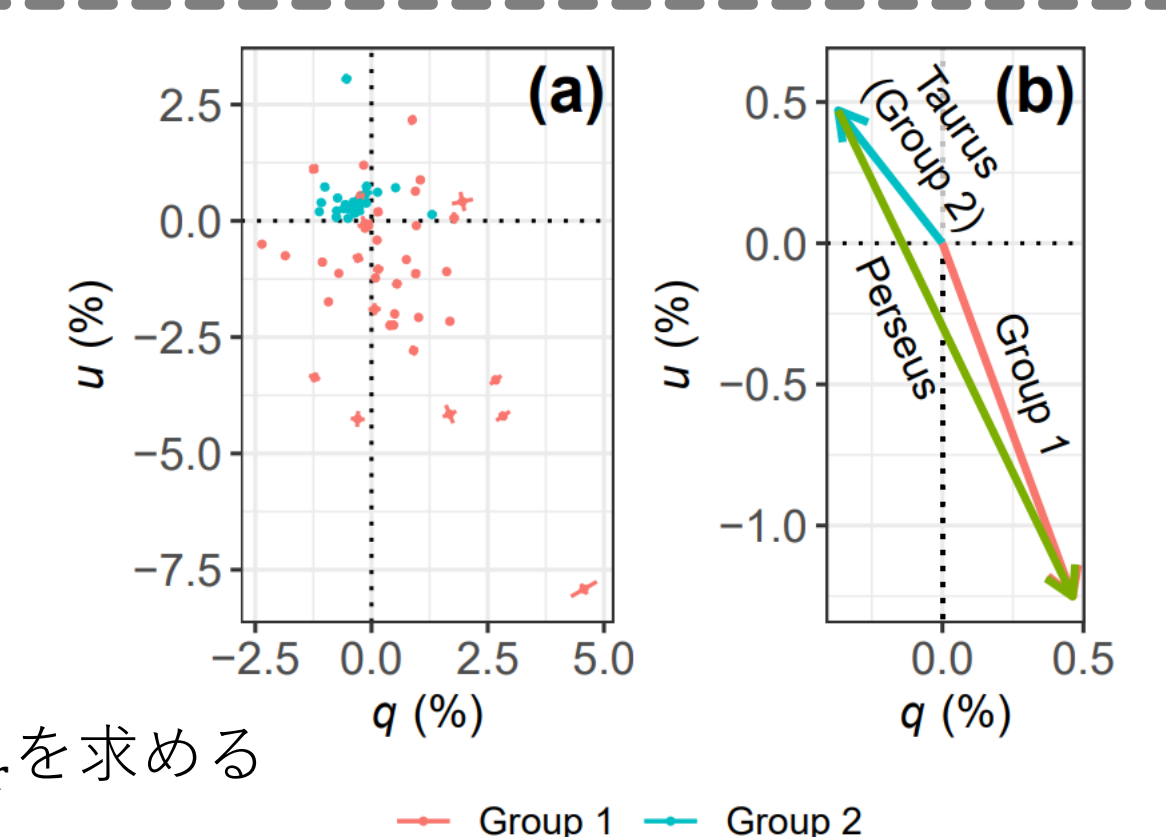 (a)
2.5
0.0
−2.5
−5.0
−7.5
u (%)
−2.5 0.0 2.5 5.0
q (%)
(b)
0.5
0.0
−0.5
−1.0
u (%)
Taurus
(Group 2)
Perseus
Group 1
0.0 0.5
q (%)
を求める
Group 1 Group 2